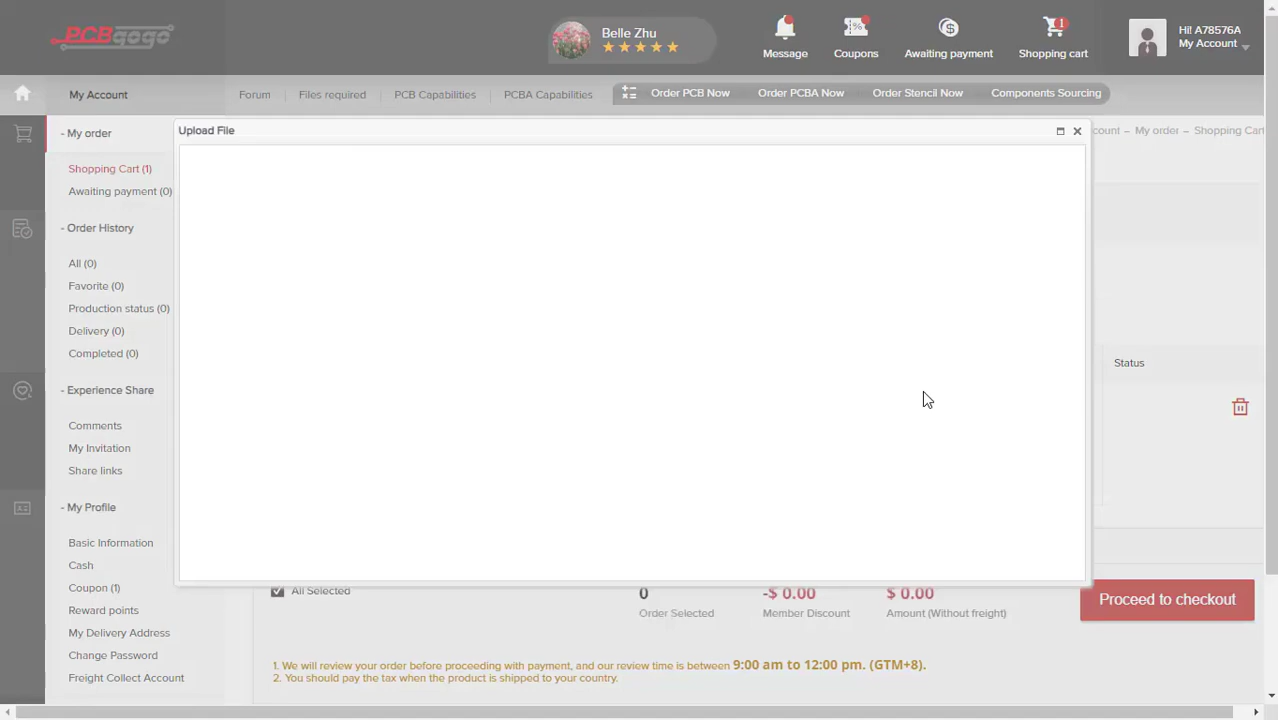 PCBgogo
Belle Zhu
Message
Coupons
Awaiting payment
1
Shopping cart
Hi! A78576A
My Account
My Account
Forum
Files required
PCB Capabilities
PCBA Capabilities
Order PCB Now
Order PCBA Now
Order Stencil Now
Components Sourcing
- My order
Shopping Cart (1)
Awaiting payment (0)
- Order History
All (0)
Favorite (0)
Production status (0)
Delivery (0)
Completed (0)
- Experience Share
Comments
My Invitation
Share links
- My Profile
Basic Information
Cash
Coupon (1)
Reward points
My Delivery Address
Change Password
Freight Collect Account
Upload File
count – My order – Shopping Cart
Status
All Selected
0
Order Selected
-$ 0.00
Member Discount
$ 0.00
Amount (Without freight)
Proceed to checkout
1. We will review your order before proceeding with payment, and our review time is between 9:00 am to 12:00 pm. (GTM+8).
2. You should pay the tax when the product is shipped to your country.